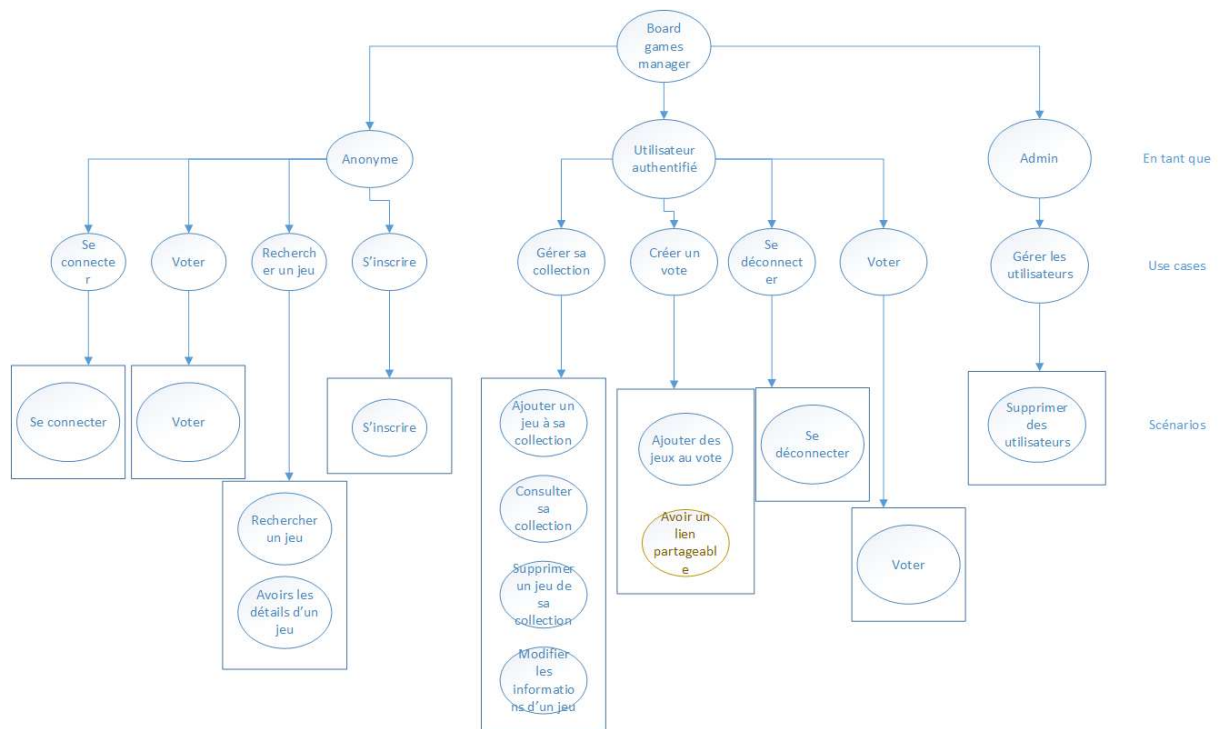 Board
games
manager
Anonyme
Utilisateur
authentifié
Admin
En tant que
Se
connecte
r
Voter
Recherch
er un jeu
S’inscrire
Gérer sa
collection
Créer un
vote
Se
déconnect
er
Voter
Gérer les
utilisateurs
Use cases
Se connecter
Voter
S’inscrire
Ajouter un
jeu à sa
collection
Ajouter des
jeux au vote
Se
déconnecter
Supprimer
des
utilisateurs
Scénarios
Rechercher
un jeu
Avoirs les
détails d’un
jeu
Consulter
sa
collection
Supprimer
un jeu de
sa
collection
Modifier
les
informatio
ns d’un jeu
Avoir un
lien
partageabl
e
Voter